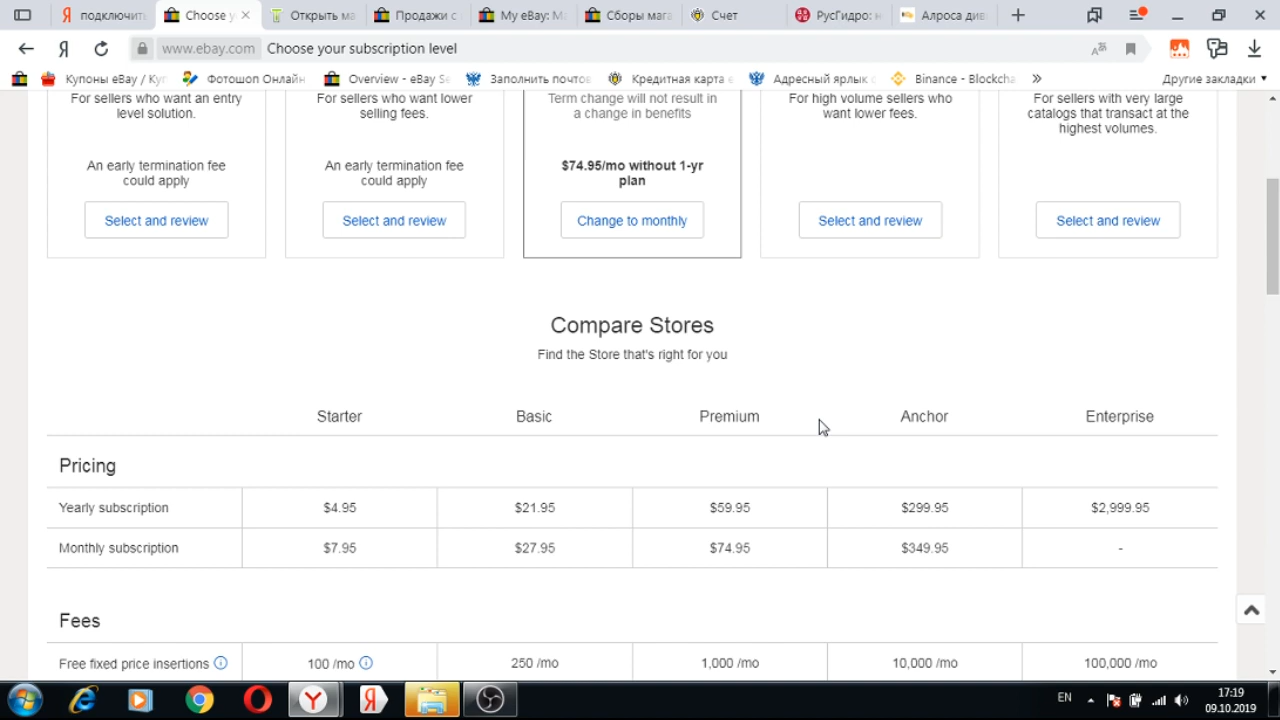 подключить
Choose y
Открыть ма
Продажи с
My eBay: M
Сборы мага
Счет
РусГидро: н
Алроса див
www.ebay.com Choose your subscription level
Купоны eBay / Куп
Фотошоп Онлайн
Overview - eBay Se
Заполнить почтов
Кредитная карта
Адресный ярлык
Binance - Blockcha
Другие закладки
For sellers who want an entry
level solution.
An early termination fee
could apply
Select and review
For sellers who want lower
selling fees.
An early termination fee
could apply
Select and review
Term change will not result in
a change in benefits
$74.95/mo without 1-yr
plan
Change to monthly
For high volume sellers who
want lower fees.
Select and review
For sellers with very large
catalogs that transact at the
highest volumes.
Select and review
Compare Stores
Find the Store that's right for you
Starter Basic Premium Anchor Enterprise
Pricing
Yearly subscription $4.95 $21.95 $59.95 $299.95 $2,999.95
Monthly subscription $7.95 $27.95 $74.95 $349.95 -
Fees
Free fixed price insertions 100 /mo 250 /mo 1,000 /mo 10,000 /mo 100,000 /mo
EN
17:19
09.10.2019